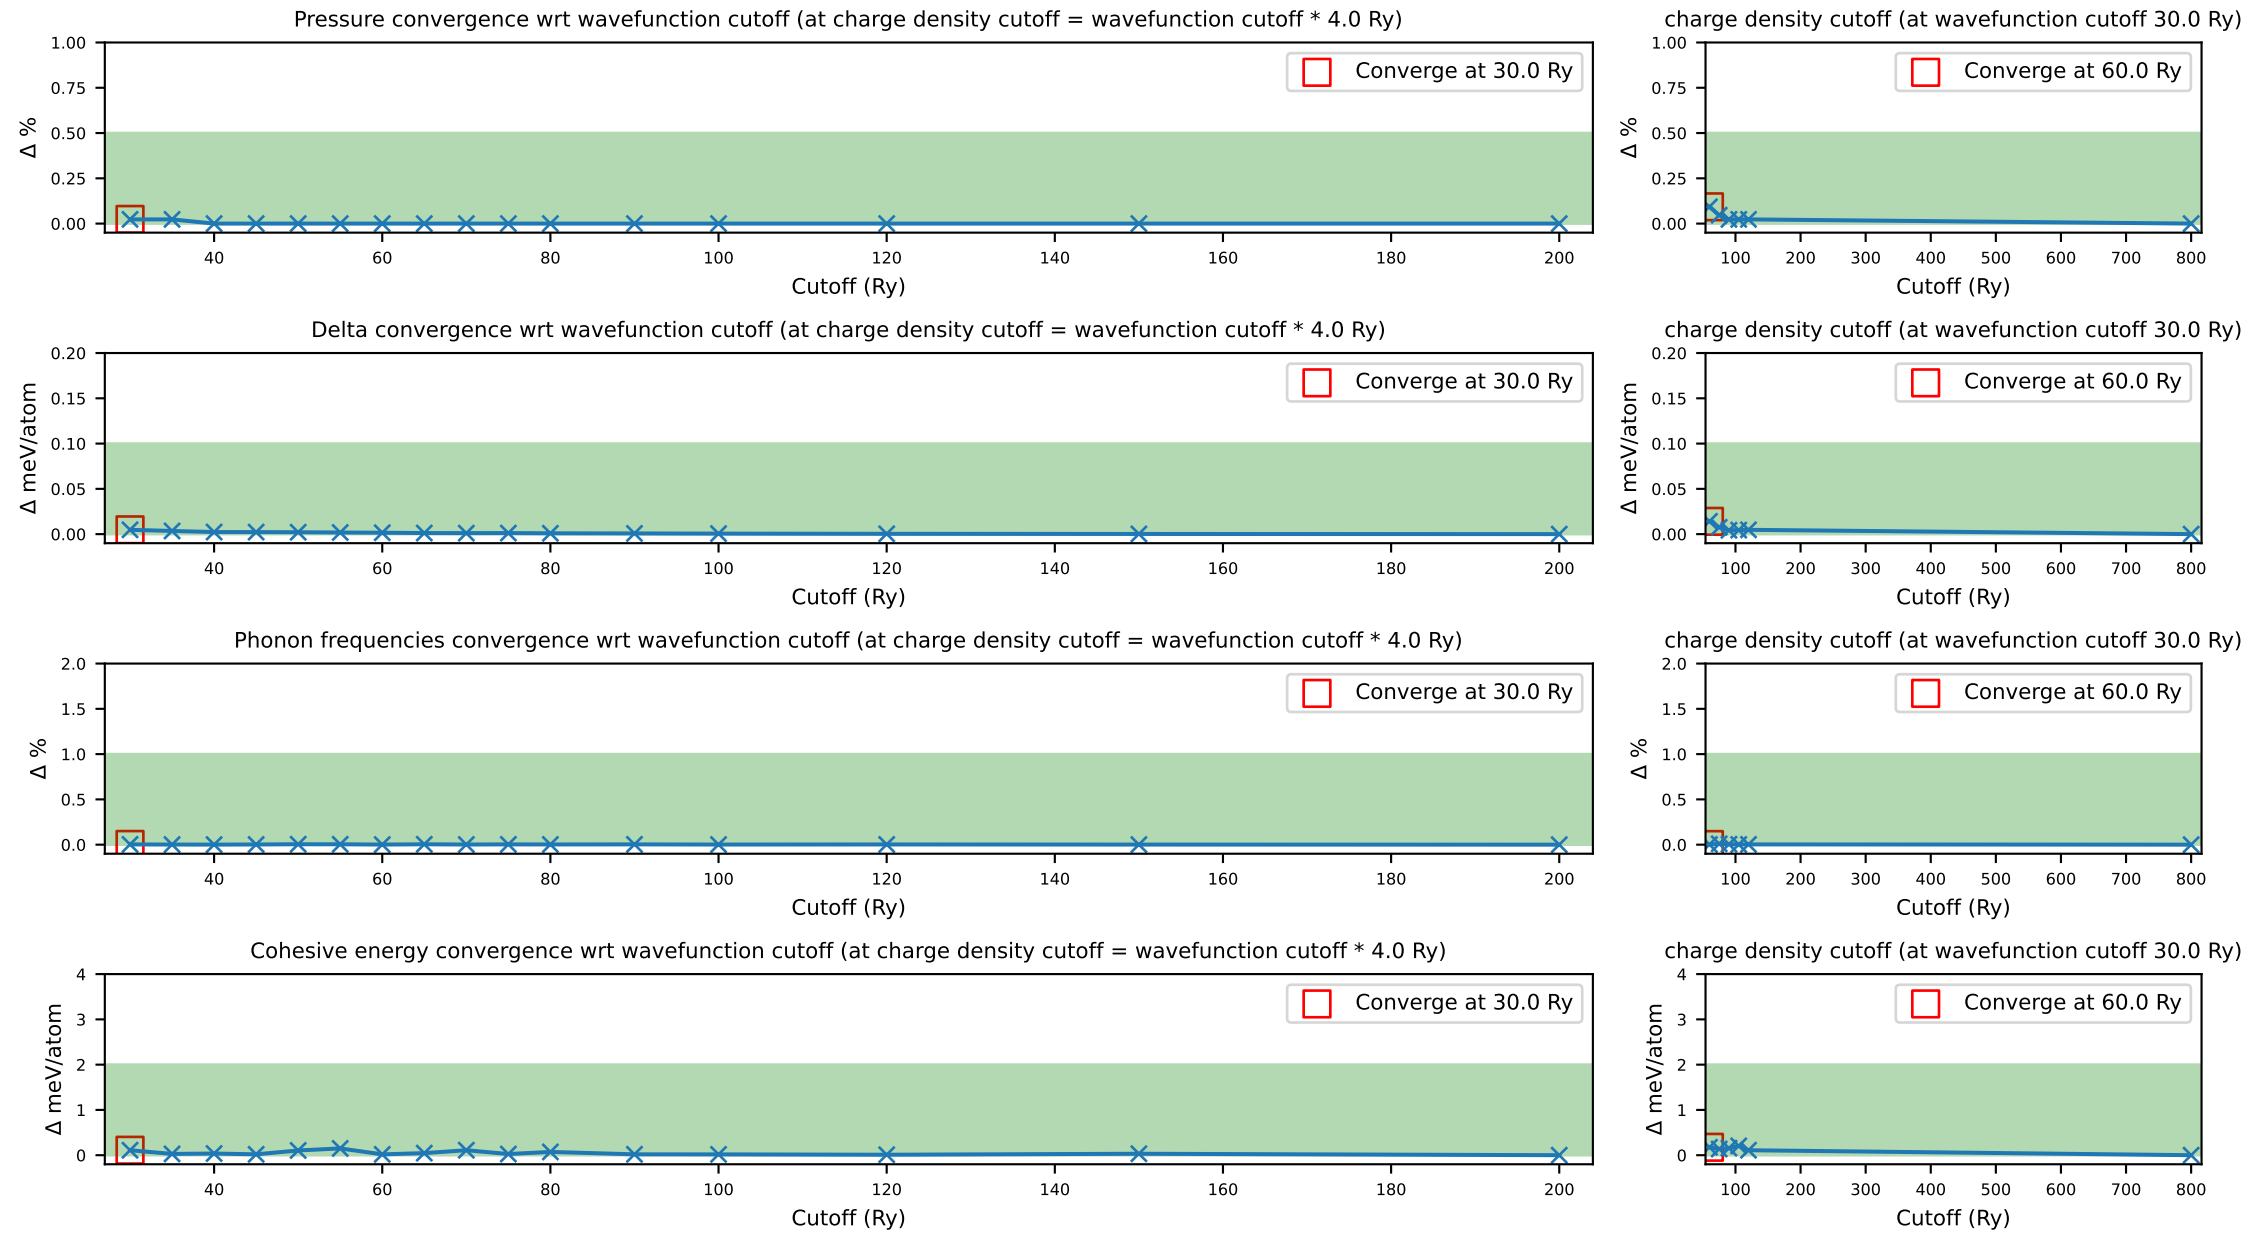 Pressure convergence wrt wavefunction cutoff (at charge density cutoff = wavefunction cutoff * 4.0 Ry)
1.00
0.75
0.50
0.25
0.00
Δ %
Converge at 30.0 Ry
40 60 80 100 120 140 160 180 200
Cutoff (Ry)
charge density cutoff (at wavefunction cutoff 30.0 Ry)
1.00
0.75
0.50
0.25
0.00
Δ %
Converge at 60.0 Ry
100 200 300 400 500 600 700 800
Cutoff (Ry)
Delta convergence wrt wavefunction cutoff (at charge density cutoff = wavefunction cutoff * 4.0 Ry)
0.20
0.15
0.10
0.05
0.00
Δ meV/atom
Converge at 30.0 Ry
40 60 80 100 120 140 160 180 200
Cutoff (Ry)
charge density cutoff (at wavefunction cutoff 30.0 Ry)
0.20
0.15
0.10
0.05
0.00
Δ meV/atom
Converge at 60.0 Ry
100 200 300 400 500 600 700 800
Cutoff (Ry)
Phonon frequencies convergence wrt wavefunction cutoff (at charge density cutoff = wavefunction cutoff * 4.0 Ry)
2.0
1.5
1.0
0.5
0.0
Δ %
Converge at 30.0 Ry
40 60 80 100 120 140 160 180 200
Cutoff (Ry)
charge density cutoff (at wavefunction cutoff 30.0 Ry)
2.0
1.5
1.0
0.5
0.0
Δ %
Converge at 60.0 Ry
100 200 300 400 500 600 700 800
Cutoff (Ry)
Cohesive energy convergence wrt wavefunction cutoff (at charge density cutoff = wavefunction cutoff * 4.0 Ry)
4
3
2
1
0
Δ meV/atom
Converge at 30.0 Ry
40 60 80 100 120 140 160 180 200
Cutoff (Ry)
charge density cutoff (at wavefunction cutoff 30.0 Ry)
4
3
2
1
0
Δ meV/atom
Converge at 60.0 Ry
100 200 300 400 500 600 700 800
Cutoff (Ry)